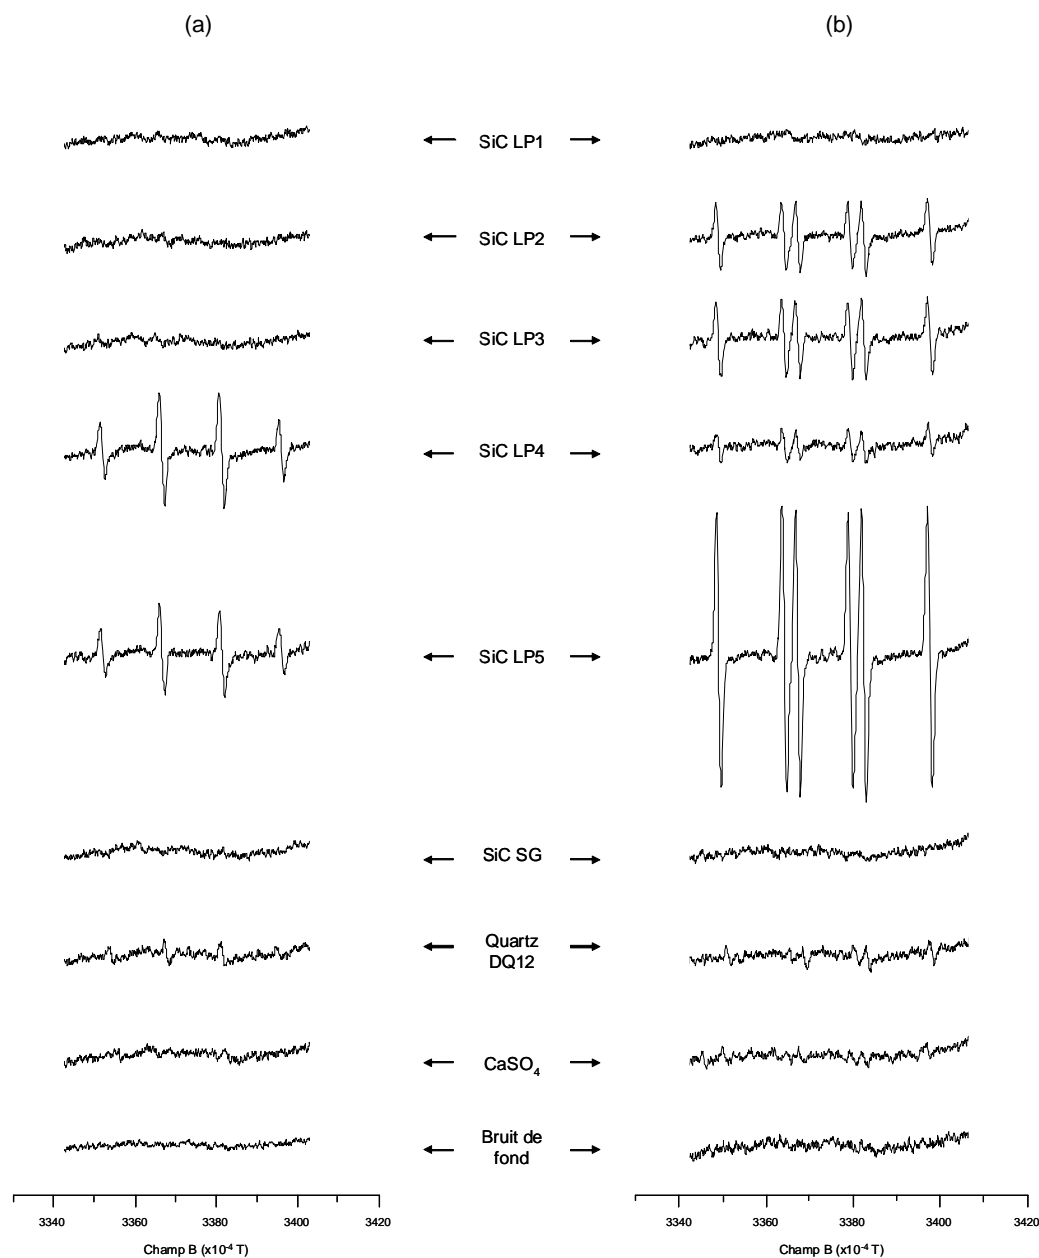 (a) (b)
SiC LP1
SiC LP2
SiC LP3
SiC LP4
SiC LP5
SiC SG
Quartz
DQ12
CaSO₄
Bruit de
fond
3340 3360 3380 3400 3420 3340 3360 3380 3400 3420
Champ B (x10⁻⁴ T) Champ B (x10⁻⁴ T)